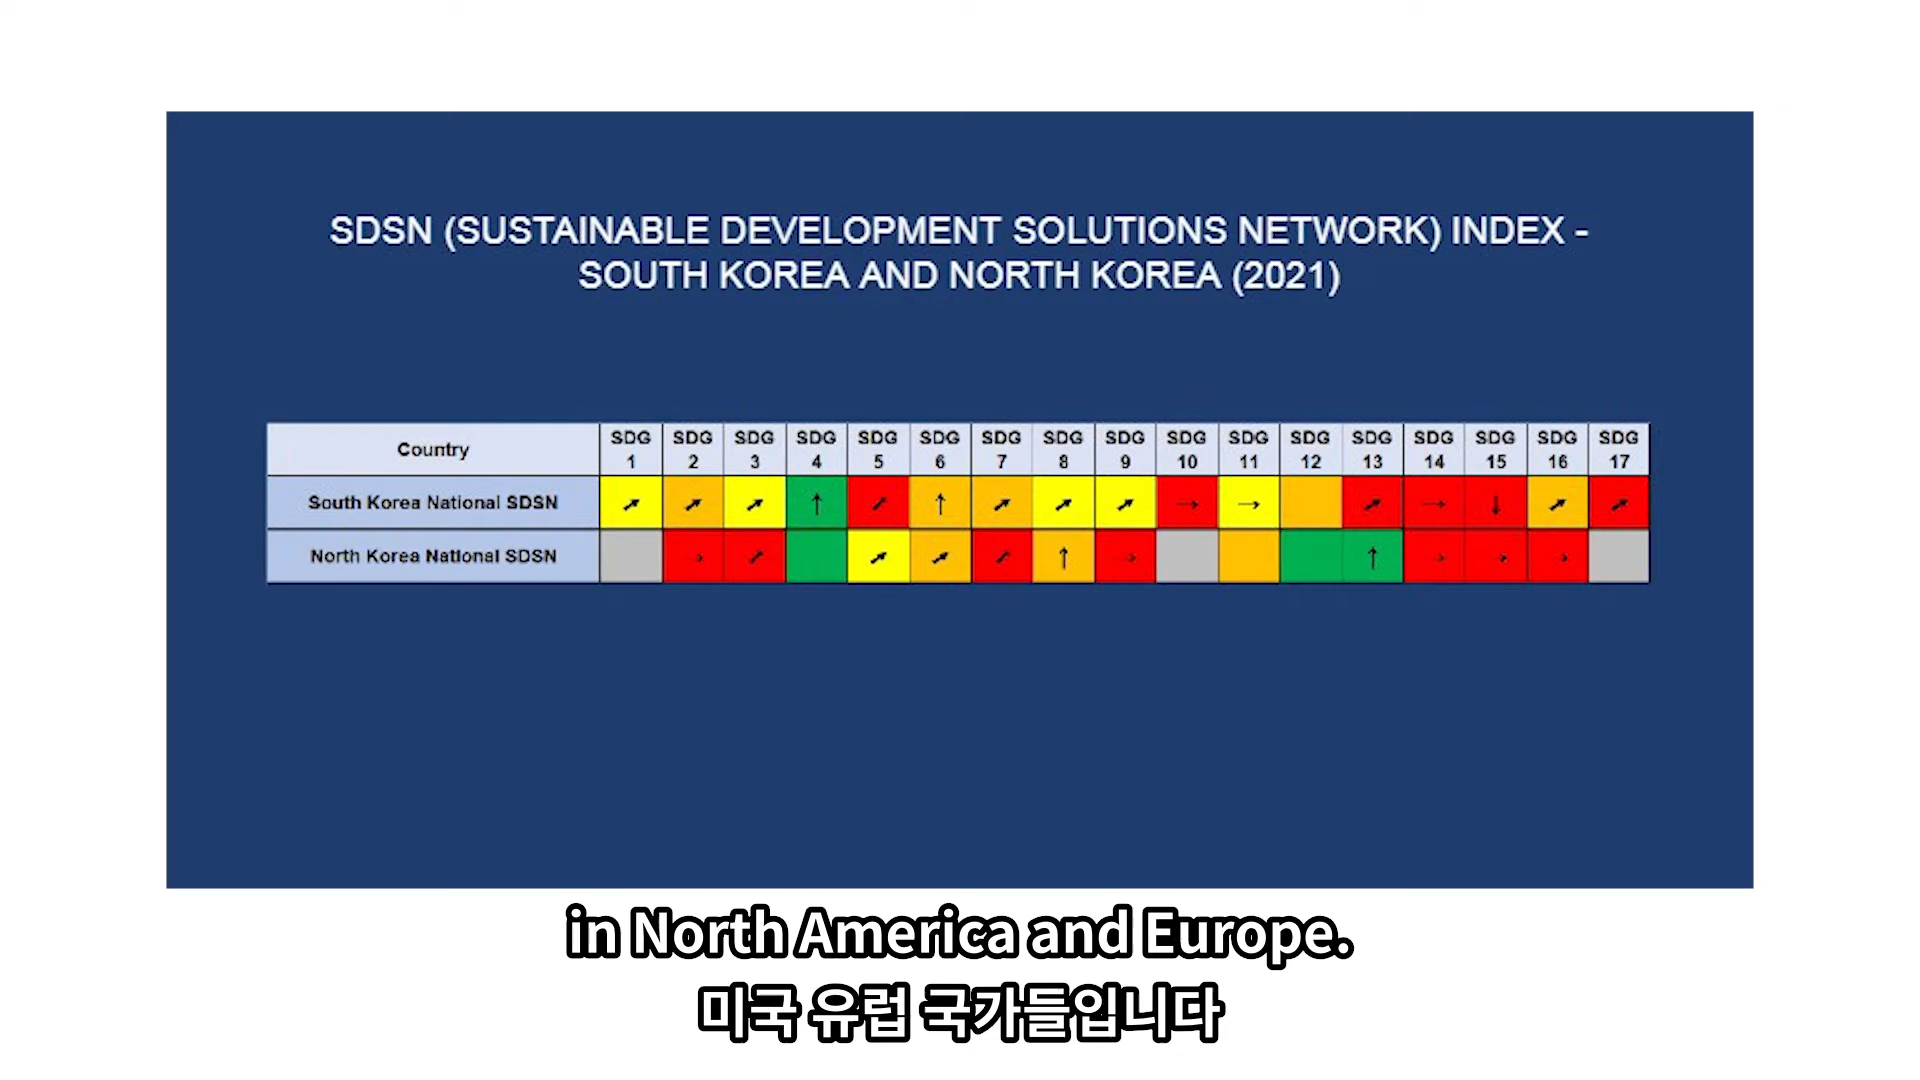 SDSN (SUSTAINABLE DEVELOPMENT SOLUTIONS NETWORK) INDEX -
SOUTH KOREA AND NORTH KOREA (2021)
Country SDG 1 SDG 2 SDG 3 SDG 4 SDG 5 SDG 6 SDG 7 SDG 8 SDG 9 SDG 10 SDG 11 SDG 12 SDG 13 SDG 14 SDG 15 SDG 16 SDG 17
South Korea National SDSN ➚ ➚ ➚ ↑ ➚ ↑ ➚ ➚ ➚ → → ➚ → ↓ ➚ ➚
North Korea National SDSN → ➚ ➚ ➚ ➚ ↑ → ↑ → → →
in North America and Europe.
미국 유럽 국가들입니다